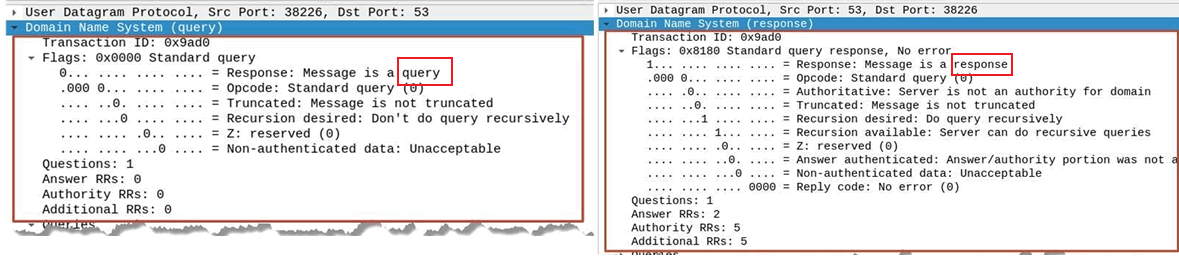 User Datagram Protocol, Src Port: 38226, Dst Port: 53
Domain Name System (query)
Transaction ID: 0x9ad0
Flags: 0x0000 Standard query
0... .... .... .... = Response: Message is a query
.000 0... .... .... = Opcode: Standard query (0)
.... ..0. .... .... = Truncated: Message is not truncated
.... ...0 .... .... = Recursion desired: Don't do query recursively
.... .... .0.. .... = Z: reserved (0)
.... .... ...0 .... = Non-authenticated data: Unacceptable
Questions: 1
Answer RRs: 0
Authority RRs: 0
Additional RRs: 0
Queries
User Datagram Protocol, Src Port: 53, Dst Port: 38226
Domain Name System (response)
Transaction ID: 0x9ad0
Flags: 0x8180 Standard query response, No error
1... .... .... .... = Response: Message is a response
.000 0... .... .... = Opcode: Standard query (0)
.... .0.. .... .... = Authoritative: Server is not an authority for domain
.... ..0. .... .... = Truncated: Message is not truncated
.... ...1 .... .... = Recursion desired: Do query recursively
.... .... 1... .... = Recursion available: Server can do recursive queries
.... .... .0.. .... = Z: reserved (0)
.... .... ..0. .... = Answer authenticated: Answer/authority portion was not a
.... .... ...0 .... = Non-authenticated data: Unacceptable
.... .... .... 0000 = Reply code: No error (0)
Questions: 1
Answer RRs: 2
Authority RRs: 5
Additional RRs: 5
Queries